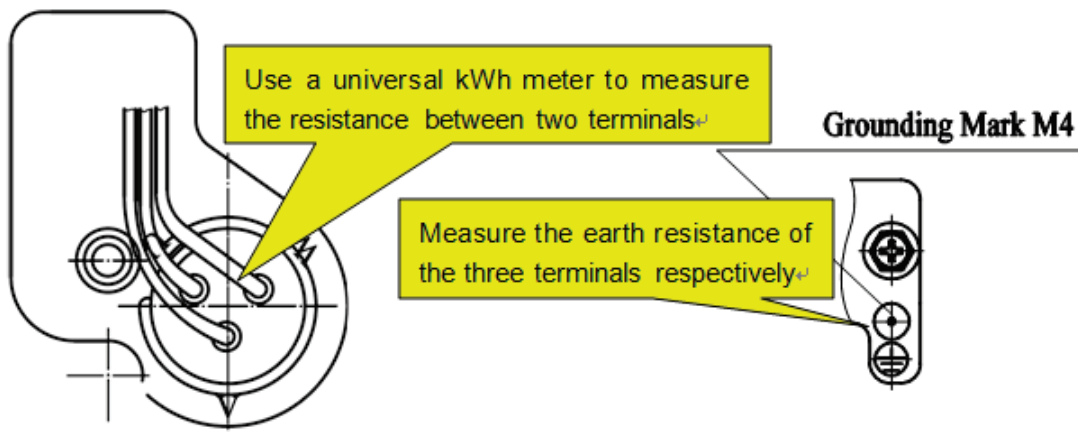 Use a universal kWh meter to measure
the resistance between two terminals↵
Grounding Mark M4
Measure the earth resistance of
the three terminals respectively↵